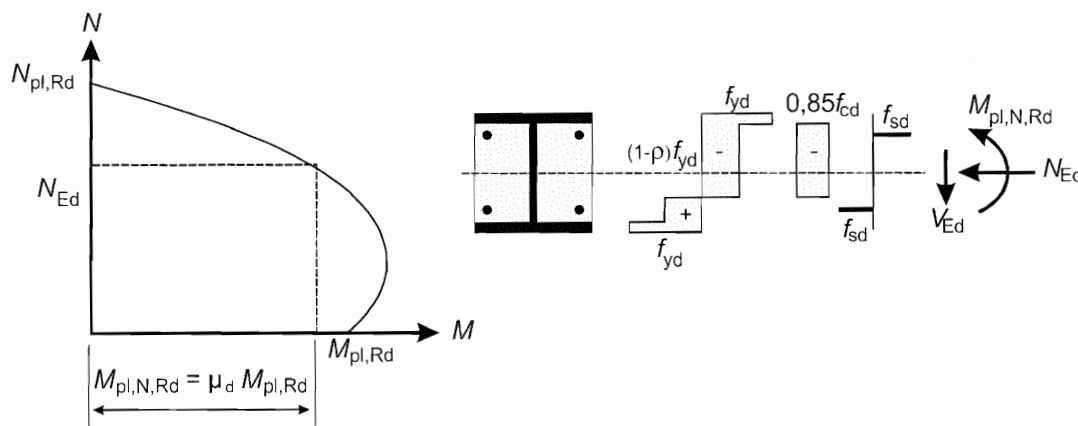 N
N_pl,Rd
N_Ed
M_pl,Rd
M
M_pl,N,Rd = μ_d M_pl,Rd
f_yd
0,85f_cd
f_sd
M_pl,N,Rd
(1-ρ)f_yd
-
-
N_Ed
+
f_yd
f_sd
V_Ed